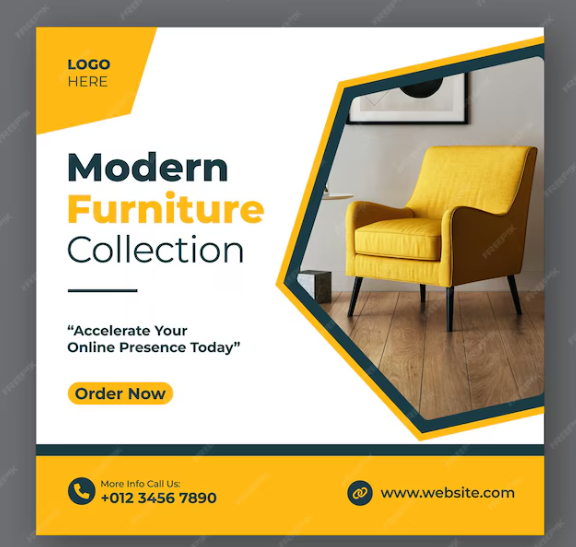 LOGO
HERE
Modern
Furniture
Collection
“Accelerate Your
Online Presence Today”
Order Now
More Info Call Us:
+012 3456 7890
www.website.com